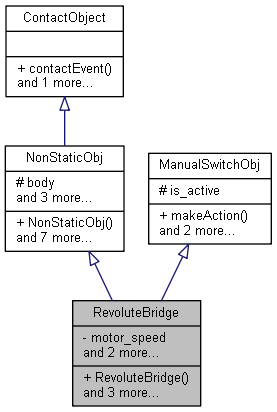 ContactObject
+ contactEvent()
and 1 more...
NonStaticObj
# body
and 3 more...
+ NonStaticObj()
and 7 more...
ManualSwitchObj
# is_active
+ makeAction()
and 2 more...
RevoluteBridge
- motor_speed
and 2 more...
+ RevoluteBridge()
and 3 more...